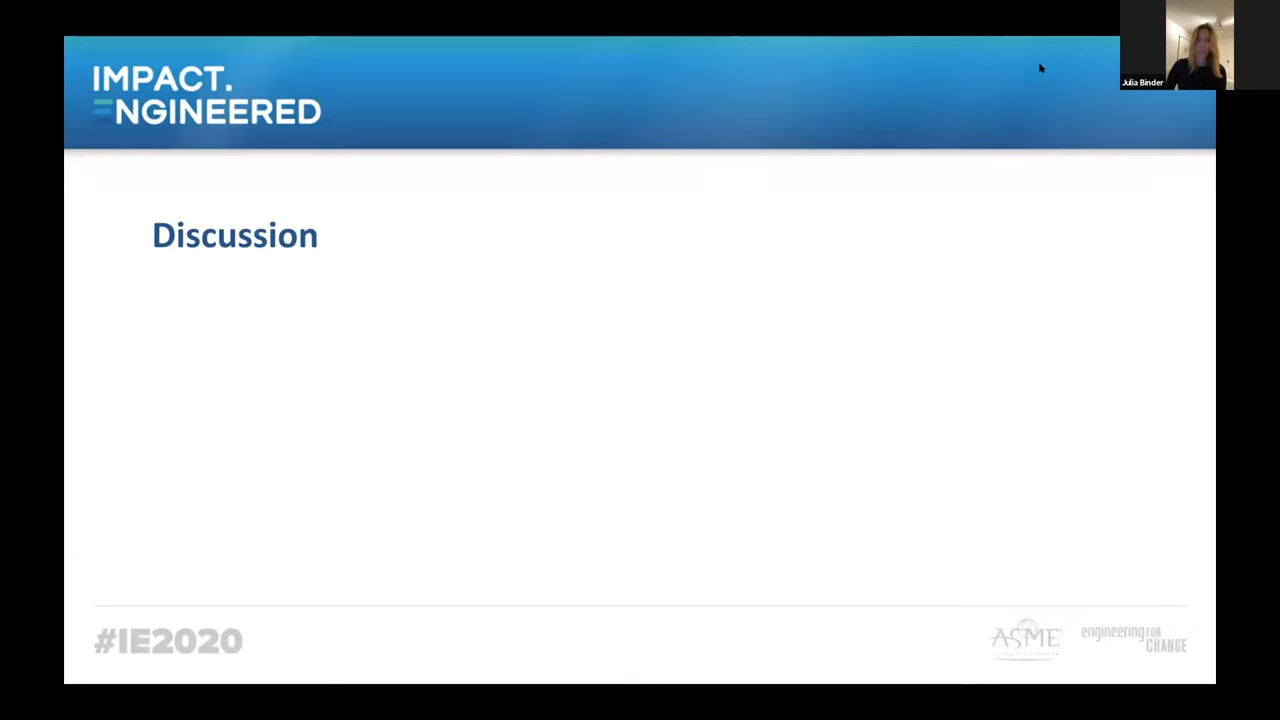 IMPACT.
ENGINEERED
Julia Binder
Discussion
#IE2020
ASME
engineering FOR
CHANGE